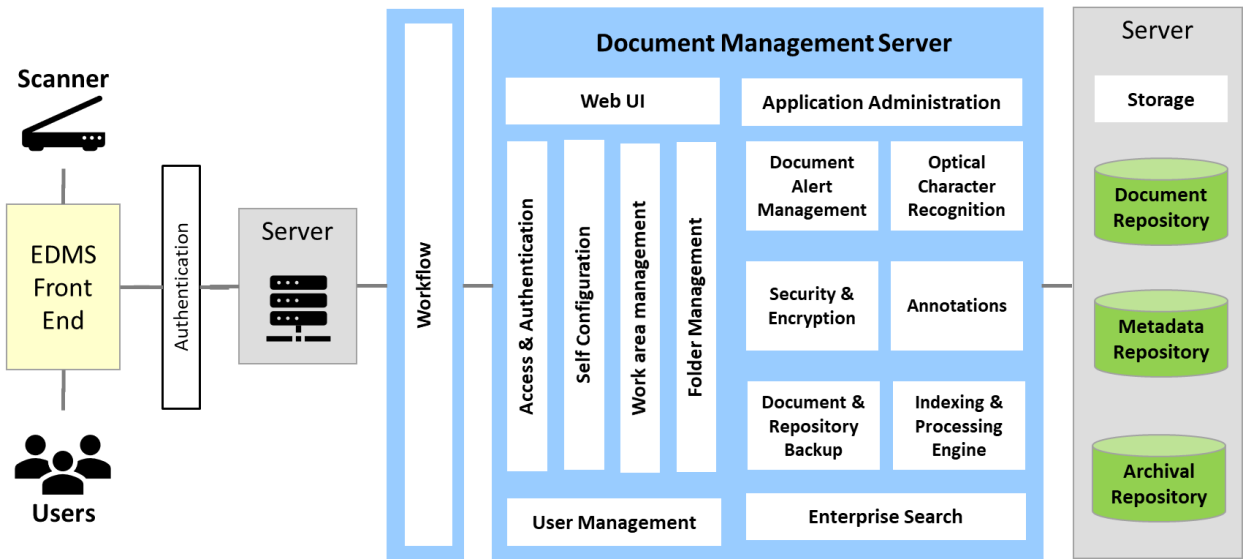 Scanner
EDMS
Front
End
Users
Authentication
Server
Workflow
Document Management Server
Web UI
Access & Authentication
Self Configuration
Work area management
Folder Management
User Management
Application Administration
Document
Alert
Management
Optical
Character
Recognition
Security &
Encryption
Annotations
Document &
Repository
Backup
Indexing &
Processing
Engine
Enterprise Search
Server
Storage
Document
Repository
Metadata
Repository
Archival
Repository